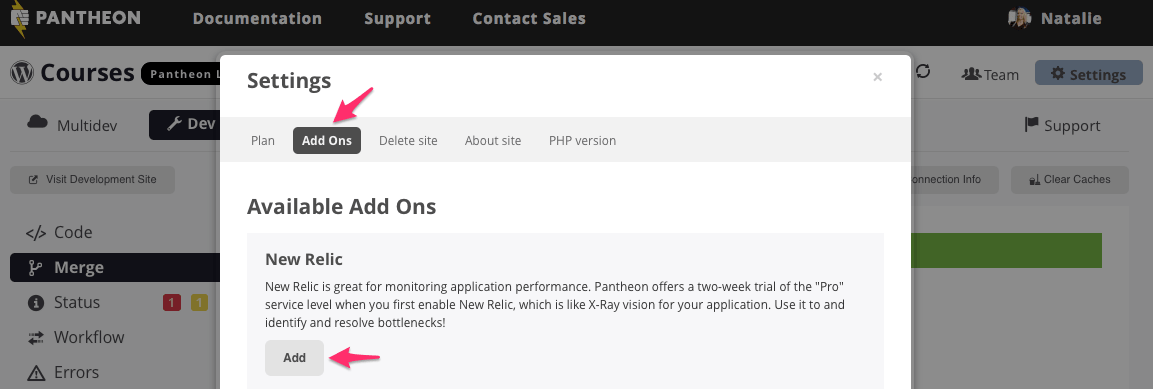 PANTHEON Documentation Support Contact Sales Natalie
Courses Pantheon L
Team Settings
Multidev Dev
Support
Visit Development Site
onnection Info Clear Caches
Code
Merge
Status 1 1
Workflow
Errors
Settings ×
Plan Add Ons Delete site About site PHP version
Available Add Ons
New Relic
New Relic is great for monitoring application performance. Pantheon offers a two-week trial of the "Pro"
service level when you first enable New Relic, which is like X-Ray vision for your application. Use it to and
identify and resolve bottlenecks!
Add